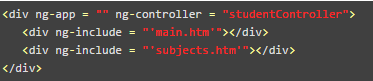 <div ng-app = "" ng-controller = "studentController">
<div ng-include = "'main.htm'"></div>
<div ng-include = "'subjects.htm'"></div>
</div>